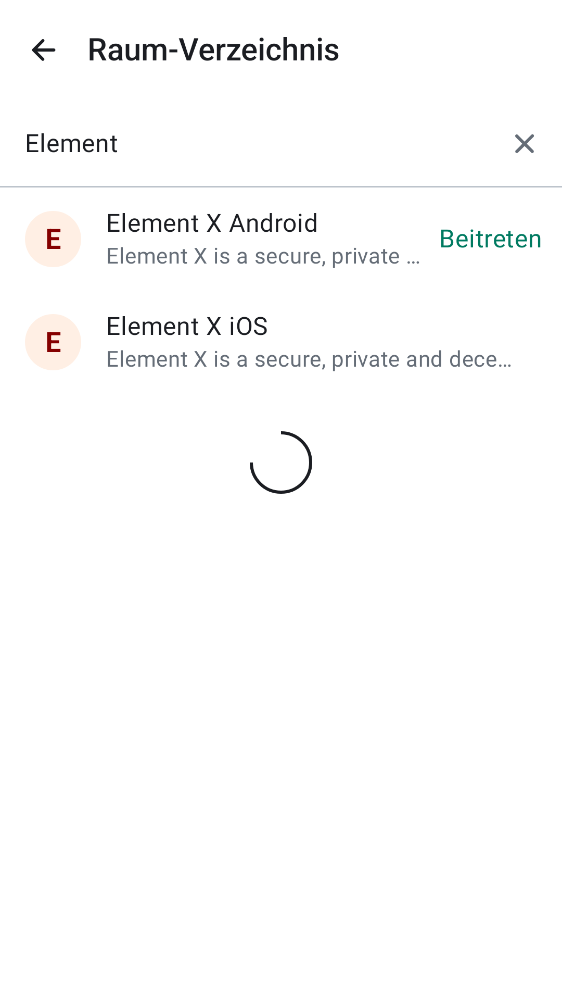 Raum-Verzeichnis
Element
E
Element X Android
Element X is a secure, private …
Beitreten
E
Element X iOS
Element X is a secure, private and dece…